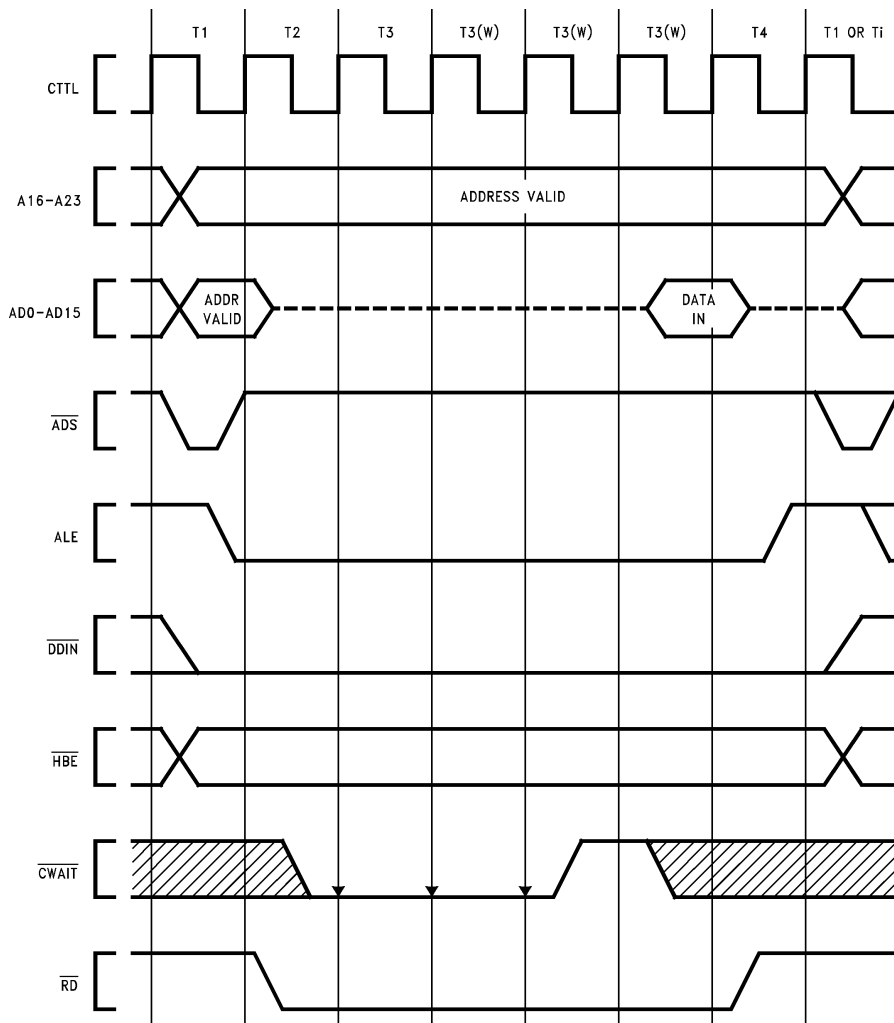 T1 T2 T3 T3(W) T3(W) T3(W) T4 T1 OR Ti
CTTL
A16-A23 ADDRESS VALID
AD0-AD15
ADDR
VALID
DATA
IN
ADS
ALE
DDIN
HBE
CWAIT
RD